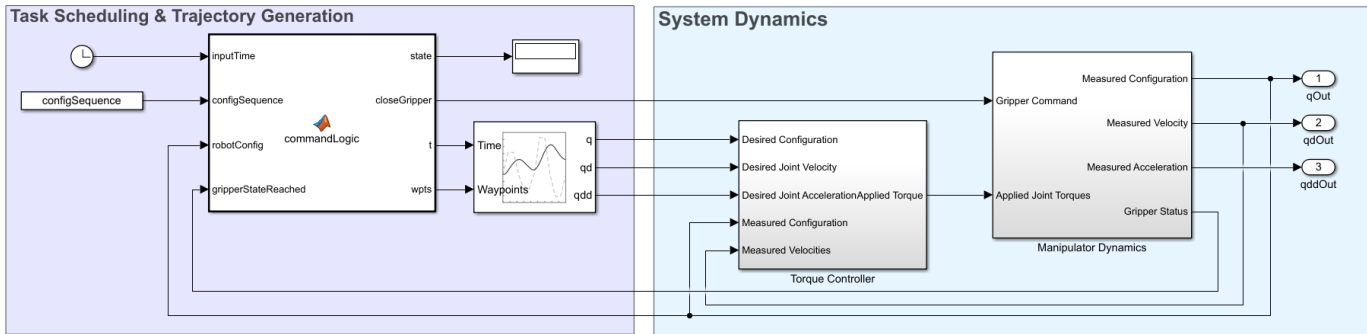 Task Scheduling & Trajectory Generation
inputTime
configSequence
robotConfig
gripperStateReached
commandLogic
state
closeGripper
t
wpts
configSequence
Time
Waypoints
q
qd
qdd
System Dynamics
Desired Configuration
Desired Joint Velocity
Desired Joint Acceleration
Measured Configuration
Measured Velocities
Applied Torque
Torque Controller
Gripper Command
Applied Joint Torques
Measured Configuration
Measured Velocity
Measured Acceleration
Gripper Status
Manipulator Dynamics
1
qOut
2
qdOut
3
qddOut